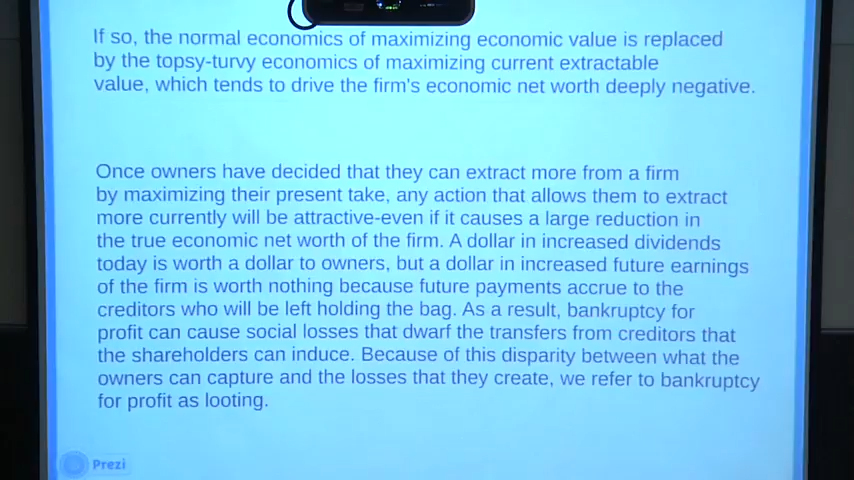 If so, the normal economics of maximizing economic value is replaced
by the topsy-turvy economics of maximizing current extractable
value, which tends to drive the firm's economic net worth deeply negative.
Once owners have decided that they can extract more from a firm
by maximizing their present take, any action that allows them to extract
more currently will be attractive-even if it causes a large reduction in
the true economic net worth of the firm. A dollar in increased dividends
today is worth a dollar to owners, but a dollar in increased future earnings
of the firm is worth nothing because future payments accrue to the
creditors who will be left holding the bag. As a result, bankruptcy for
profit can cause social losses that dwarf the transfers from creditors that
the shareholders can induce. Because of this disparity between what the
owners can capture and the losses that they create, we refer to bankruptcy
for profit as looting.
Prezi